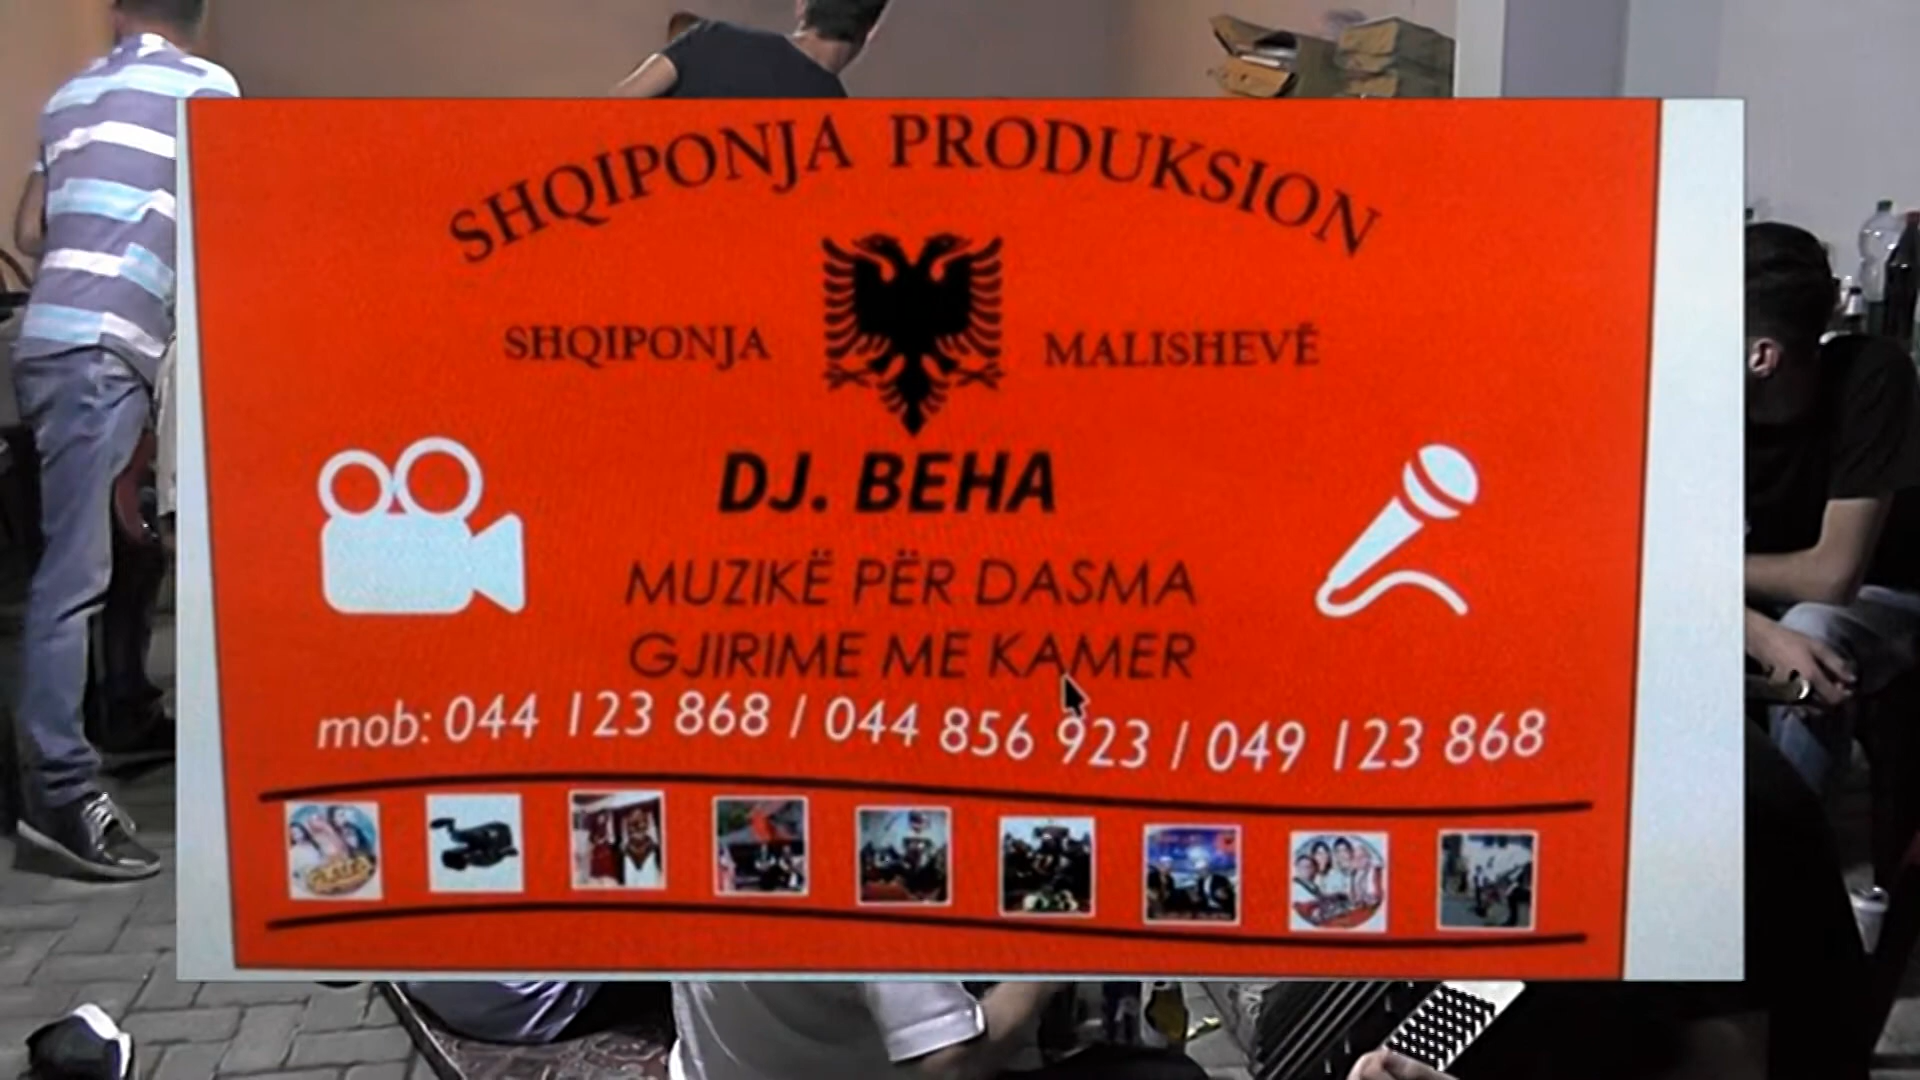 SHQIPONJA PRODUKSION
SHQIPONJA MALISHEVË
DJ. BEHA
MUZIKË PËR DASMA
GJIRIME ME KAMER
mob: 044 123 868 / 044 856 923 / 049 123 868